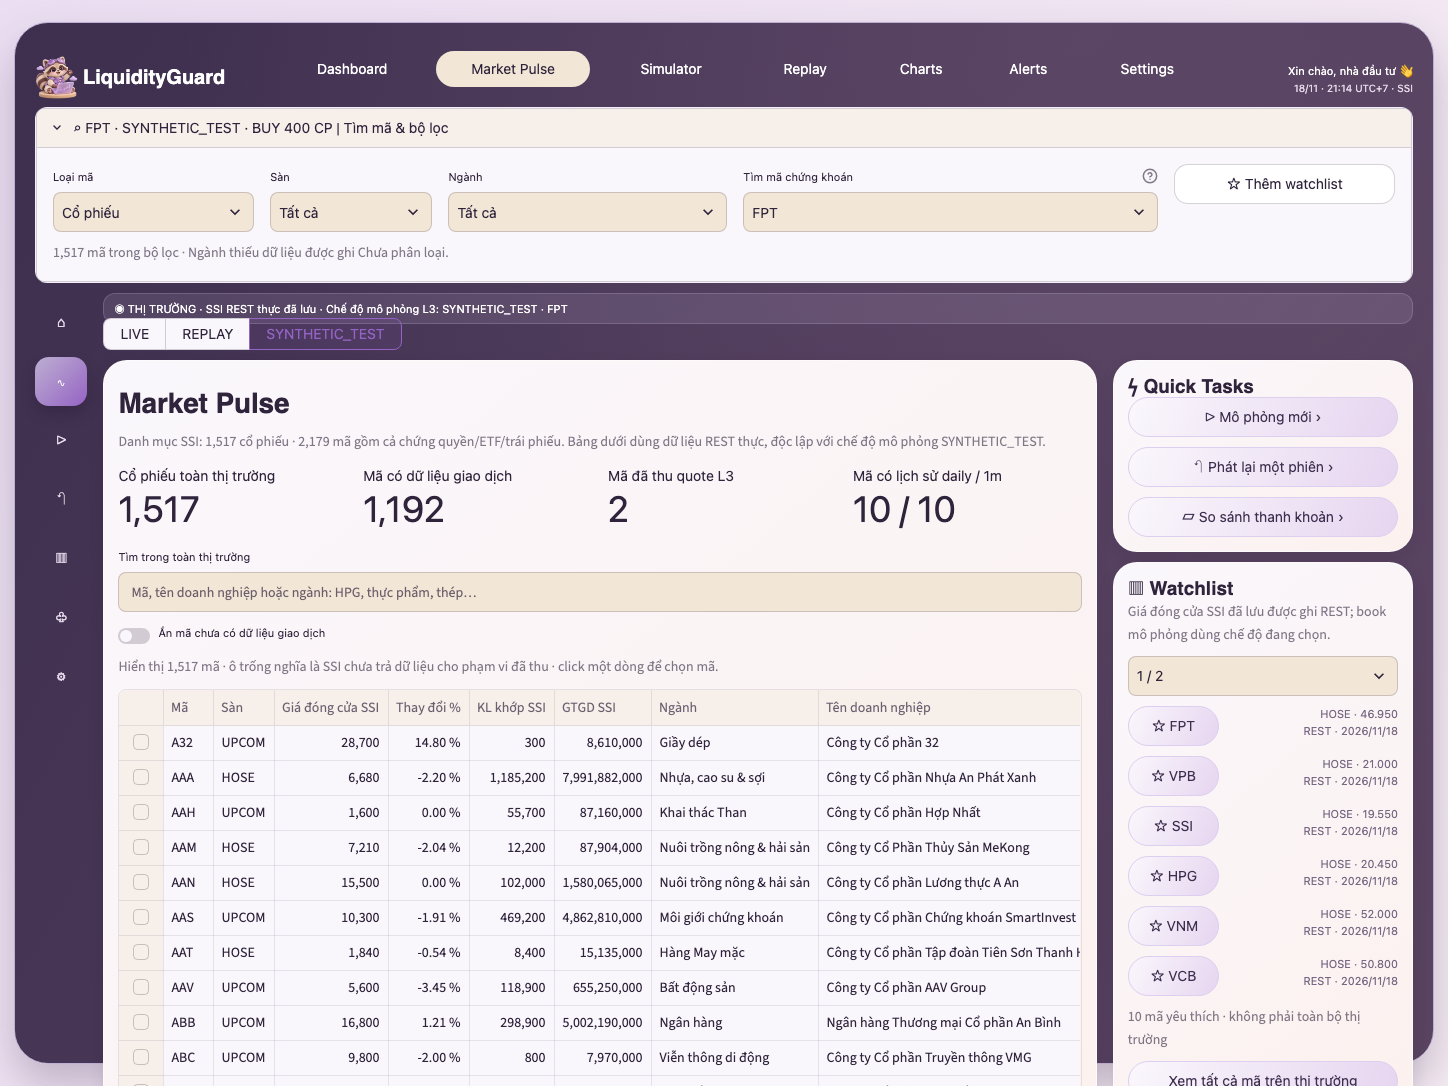 LiquidityGuard
Dashboard
Market Pulse
Simulator
Replay
Charts
Alerts
Settings
Xin chào, nhà đầu tư 👋
18/11 · 21:14 UTC+7 · SSI
⌕ FPT · SYNTHETIC_TEST · BUY 400 CP | Tìm mã & bộ lọc
Loại mã
Sàn
Ngành
Tìm mã chứng khoán
☆ Thêm watchlist
Cổ phiếu
Tất cả
Tất cả
FPT
1,517 mã trong bộ lọc · Ngành thiếu dữ liệu được ghi Chưa phân loại.
◉ THỊ TRƯỜNG · SSI REST thực đã lưu · Chế độ mô phỏng L3: SYNTHETIC_TEST · FPT
LIVE
REPLAY
SYNTHETIC_TEST
Market Pulse
Danh mục SSI: 1,517 cổ phiếu · 2,179 mã gồm cả chứng quyền/ETF/trái phiếu. Bảng dưới dùng dữ liệu REST thực, độc lập với chế độ mô phỏng SYNTHETIC_TEST.
Cổ phiếu toàn thị trường
1,517
Mã có dữ liệu giao dịch
1,192
Mã đã thu quote L3
2
Mã có lịch sử daily / 1m
10 / 10
Tìm trong toàn thị trường
Mã, tên doanh nghiệp hoặc ngành: HPG, thực phẩm, thép…
Ẩn mã chưa có dữ liệu giao dịch
Hiển thị 1,517 mã · ô trống nghĩa là SSI chưa trả dữ liệu cho phạm vi đã thu · click một dòng để chọn mã.
Mã Sàn Giá đóng cửa SSI Thay đổi % KL khớp SSI GTGD SSI Ngành Tên doanh nghiệp
A32 UPCOM 28,700 14.80 % 300 8,610,000 Giầy dép Công ty Cổ phần 32
AAA HOSE 6,680 -2.20 % 1,185,200 7,991,882,000 Nhựa, cao su & sợi Công ty Cổ phần Nhựa An Phát Xanh
AAH UPCOM 1,600 0.00 % 55,700 87,160,000 Khai thác Than Công ty Cổ phần Hợp Nhất
AAM HOSE 7,210 -2.04 % 12,200 87,904,000 Nuôi trồng nông & hải sản Công ty Cổ Phần Thủy Sản MeKong
AAN HOSE 15,500 0.00 % 102,000 1,580,065,000 Nuôi trồng nông & hải sản Công ty Cổ phần Lương thực A An
AAS UPCOM 10,300 -1.91 % 469,200 4,862,810,000 Môi giới chứng khoán Công ty Cổ phần Chứng khoán SmartInvest
AAT HOSE 1,840 -0.54 % 8,400 15,135,000 Hàng May mặc Công ty Cổ phần Tập đoàn Tiên Sơn Thanh
AAV UPCOM 5,600 -3.45 % 118,900 655,250,000 Bất động sản Công ty Cổ phần AAV Group
ABB UPCOM 16,800 1.21 % 298,900 5,002,190,000 Ngân hàng Ngân hàng Thương mại Cổ phần An Bình
ABC UPCOM 9,800 -2.00 % 800 7,970,000 Viễn thông di động Công ty Cổ phần Truyền thông VMG
Quick Tasks
▷ Mô phỏng mới ›
Phát lại một phiên ›
▱ So sánh thanh khoản ›
▥ Watchlist
Giá đóng cửa SSI đã lưu được ghi REST; book
mô phỏng dùng chế độ đang chọn.
1 / 2
☆ FPT
HOSE · 46.950
REST · 2026/11/18
☆ VPB
HOSE · 21.000
REST · 2026/11/18
☆ SSI
HOSE · 19.550
REST · 2026/11/18
☆ HPG
HOSE · 20.450
REST · 2026/11/18
☆ VNM
HOSE · 52.000
REST · 2026/11/18
☆ VCB
HOSE · 50.800
REST · 2026/11/18
10 mã yêu thích · không phải toàn bộ thị
trường
Xem tất cả mã trên thị trường